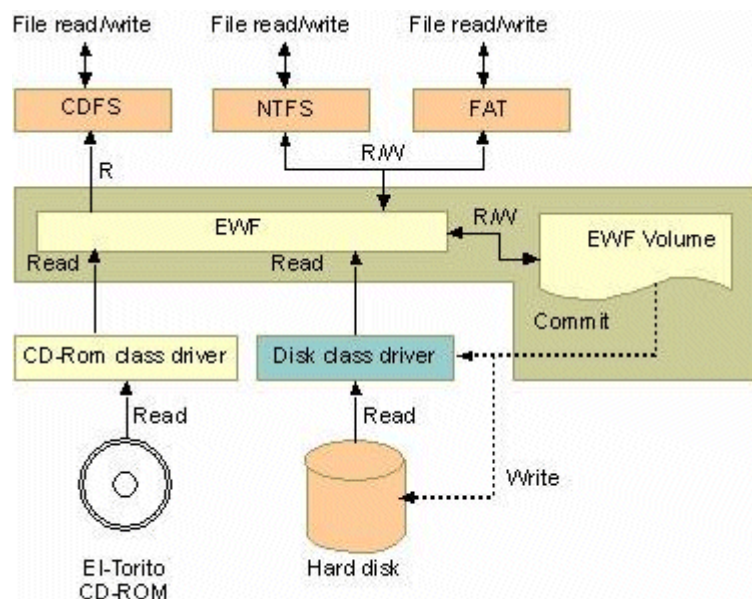 File read/write
File read/write
File read/write
CDFS
NTFS
FAT
R
R/W
EWF
R/W
EWF Volume
Read
Read
Commit
CD-Rom class driver
Disk class driver
Read
Read
Write
El-Torito
CD-ROM
Hard disk